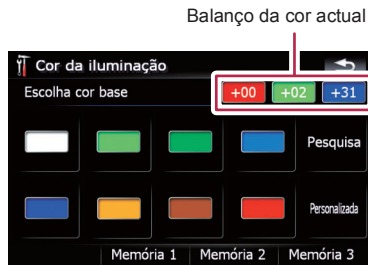 Balanço da cor actual
Cor da iluminação
Escolha cor base +00 +02 +31
Pesquisa
Personalizada
Memória 1 Memória 2 Memória 3